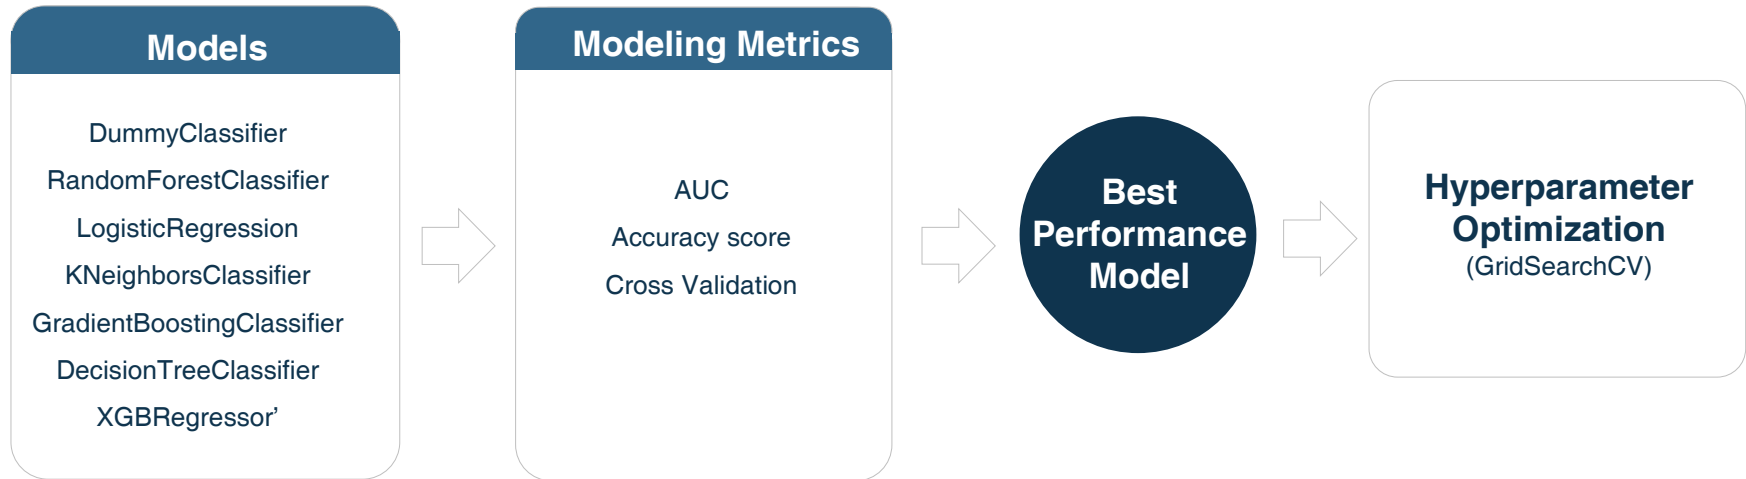 Models
DummyClassifier
RandomForestClassifier
LogisticRegression
KNeighborsClassifier
GradientBoostingClassifier
DecisionTreeClassifier
XGBRegressor’
Modeling Metrics
AUC
Accuracy score
Cross Validation
Best
Performance
Model
Hyperparameter
Optimization
(GridSearchCV)